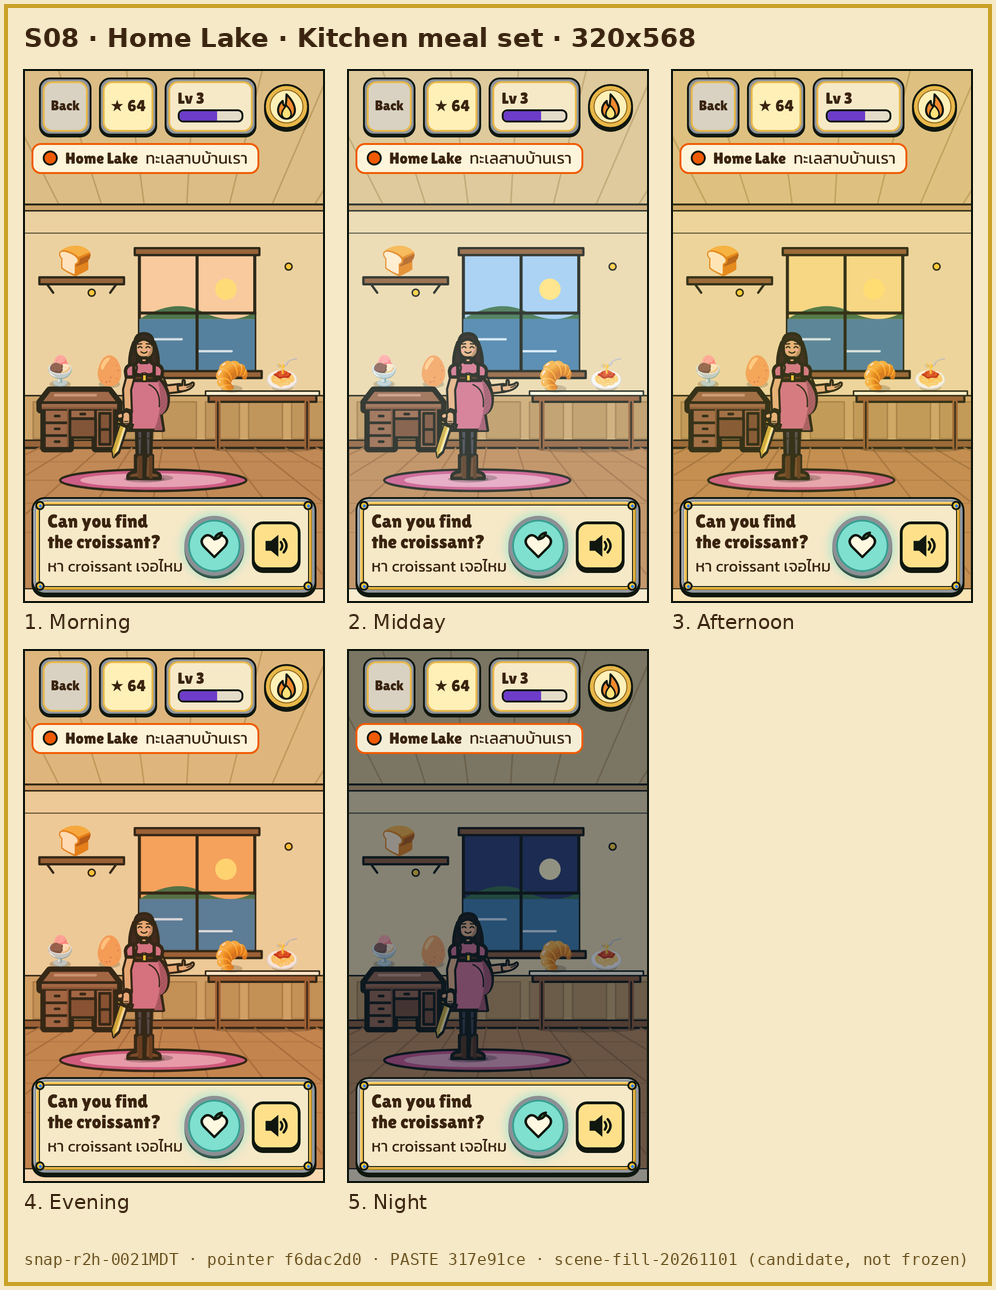 S08 · Home Lake · Kitchen meal set · 320x568
Back
★ 64
Lv 3
Home Lake ทะเลสาบบ้านเรา
Can you find
the croissant?
หา croissant เจอไหม
1. Morning
Back
★ 64
Lv 3
Home Lake ทะเลสาบบ้านเรา
Can you find
the croissant?
หา croissant เจอไหม
2. Midday
Back
★ 64
Lv 3
Home Lake ทะเลสาบบ้านเรา
Can you find
the croissant?
หา croissant เจอไหม
3. Afternoon
Back
★ 64
Lv 3
Home Lake ทะเลสาบบ้านเรา
Can you find
the croissant?
หา croissant เจอไหม
4. Evening
Back
★ 64
Lv 3
Home Lake ทะเลสาบบ้านเรา
Can you find
the croissant?
หา croissant เจอไหม
5. Night
snap-r2h-0021MDT · pointer f6dac2d0 · PASTE 317e91ce · scene-fill-20261101 (candidate, not frozen)